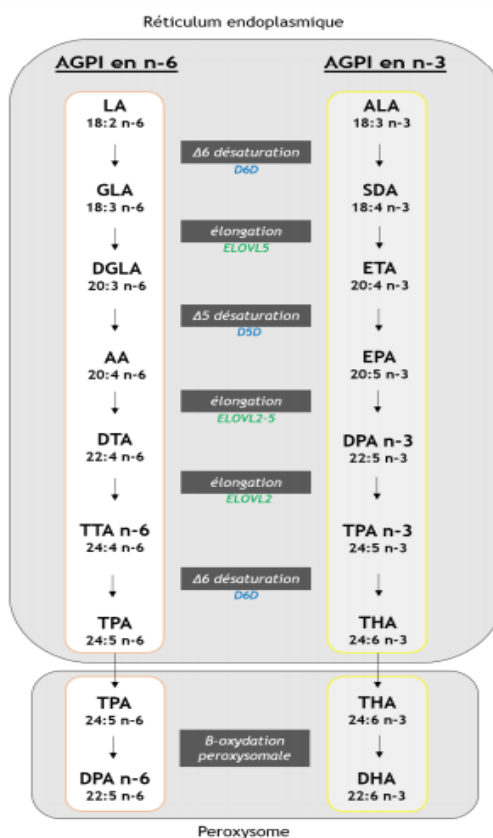 Réticulum endoplasmique
AGPI en n-6
AGPI en n-3
LA
18:2 n-6
ALA
18:3 n-3
Δ6 désaturation
D6D
GLA
18:3 n-6
SDA
18:4 n-3
élongation
ELOVL5
DGLA
20:3 n-6
ETA
20:4 n-3
Δ5 désaturation
D5D
AA
20:4 n-6
EPA
20:5 n-3
élongation
ELOVL2-5
DTA
22:4 n-6
DPA n-3
22:5 n-3
élongation
ELOVL2
TTA n-6
24:4 n-6
TPA n-3
24:5 n-3
Δ6 désaturation
D6D
TPA
24:5 n-6
THA
24:6 n-3
TPA
24:5 n-6
THA
24:6 n-3
B-oxydation
peroxysomale
DPA n-6
22:5 n-6
DHA
22:6 n-3
Peroxysome